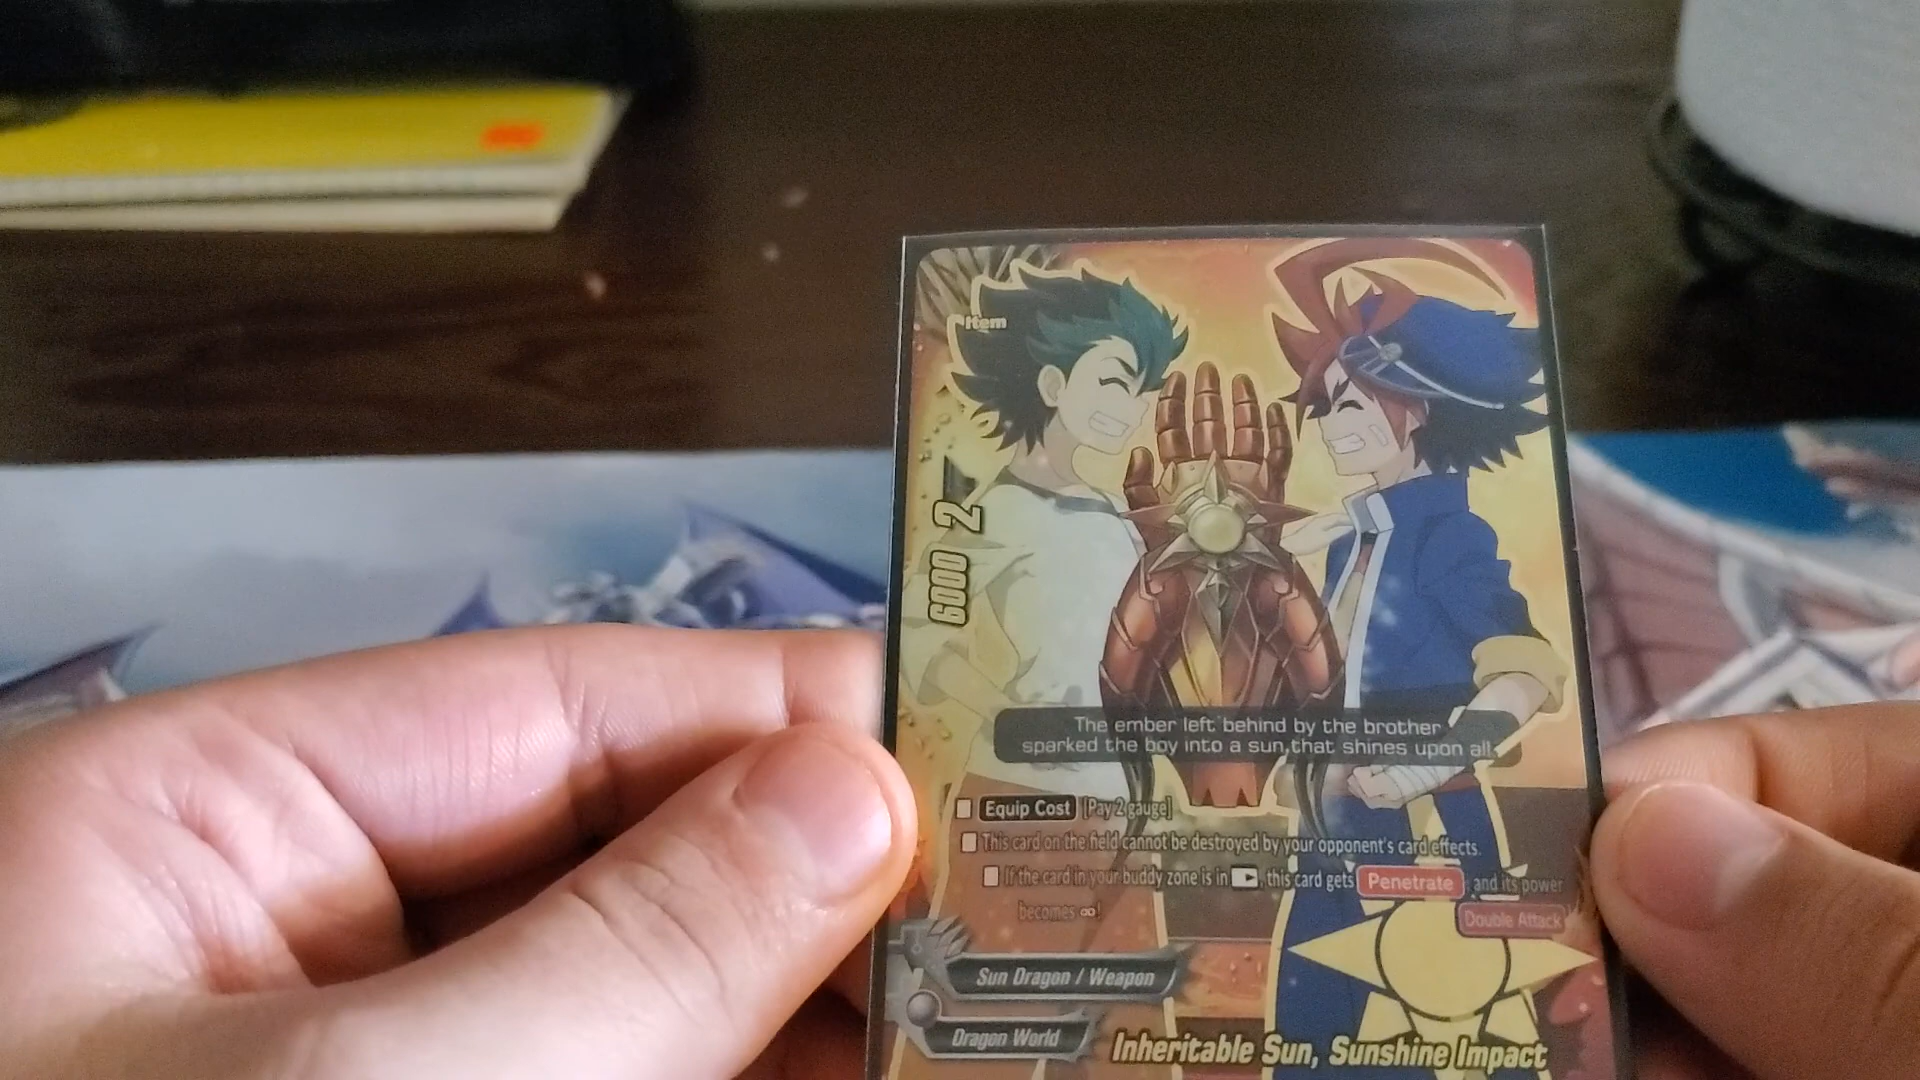 Item
2
6000
The ember left behind by the brother
sparked the boy into a sun that shines upon all.
Equip Cost [Pay 2 gauge]
This card on the field cannot be destroyed by your opponent's card effects.
If the card in your buddy zone is in , this card gets Penetrate , and its power
becomes ∞!
Double Attack
Sun Dragon / Weapon
Dragon World
Inheritable Sun, Sunshine Impact